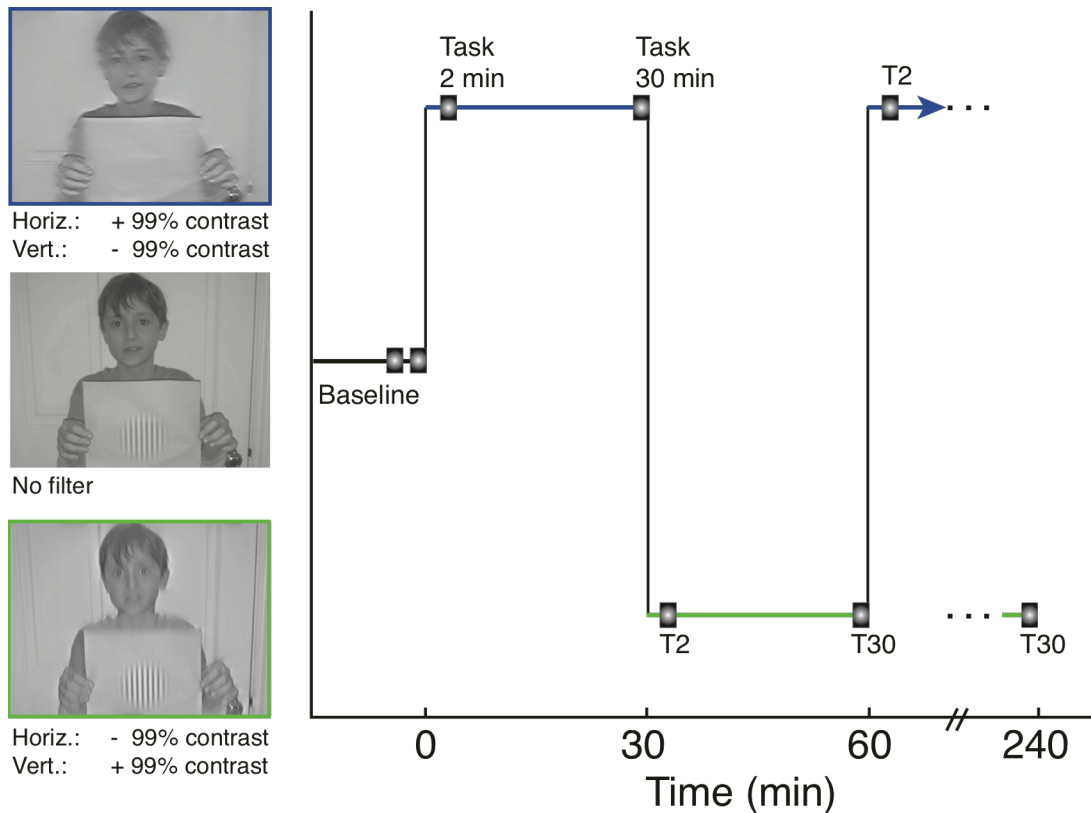 Horiz.: + 99% contrast
Vert.: - 99% contrast
No filter
Horiz.: - 99% contrast
Vert.: + 99% contrast
Task
2 min
Task
30 min
T2
Baseline
T2
T30
T30
0
30
60
240
Time (min)